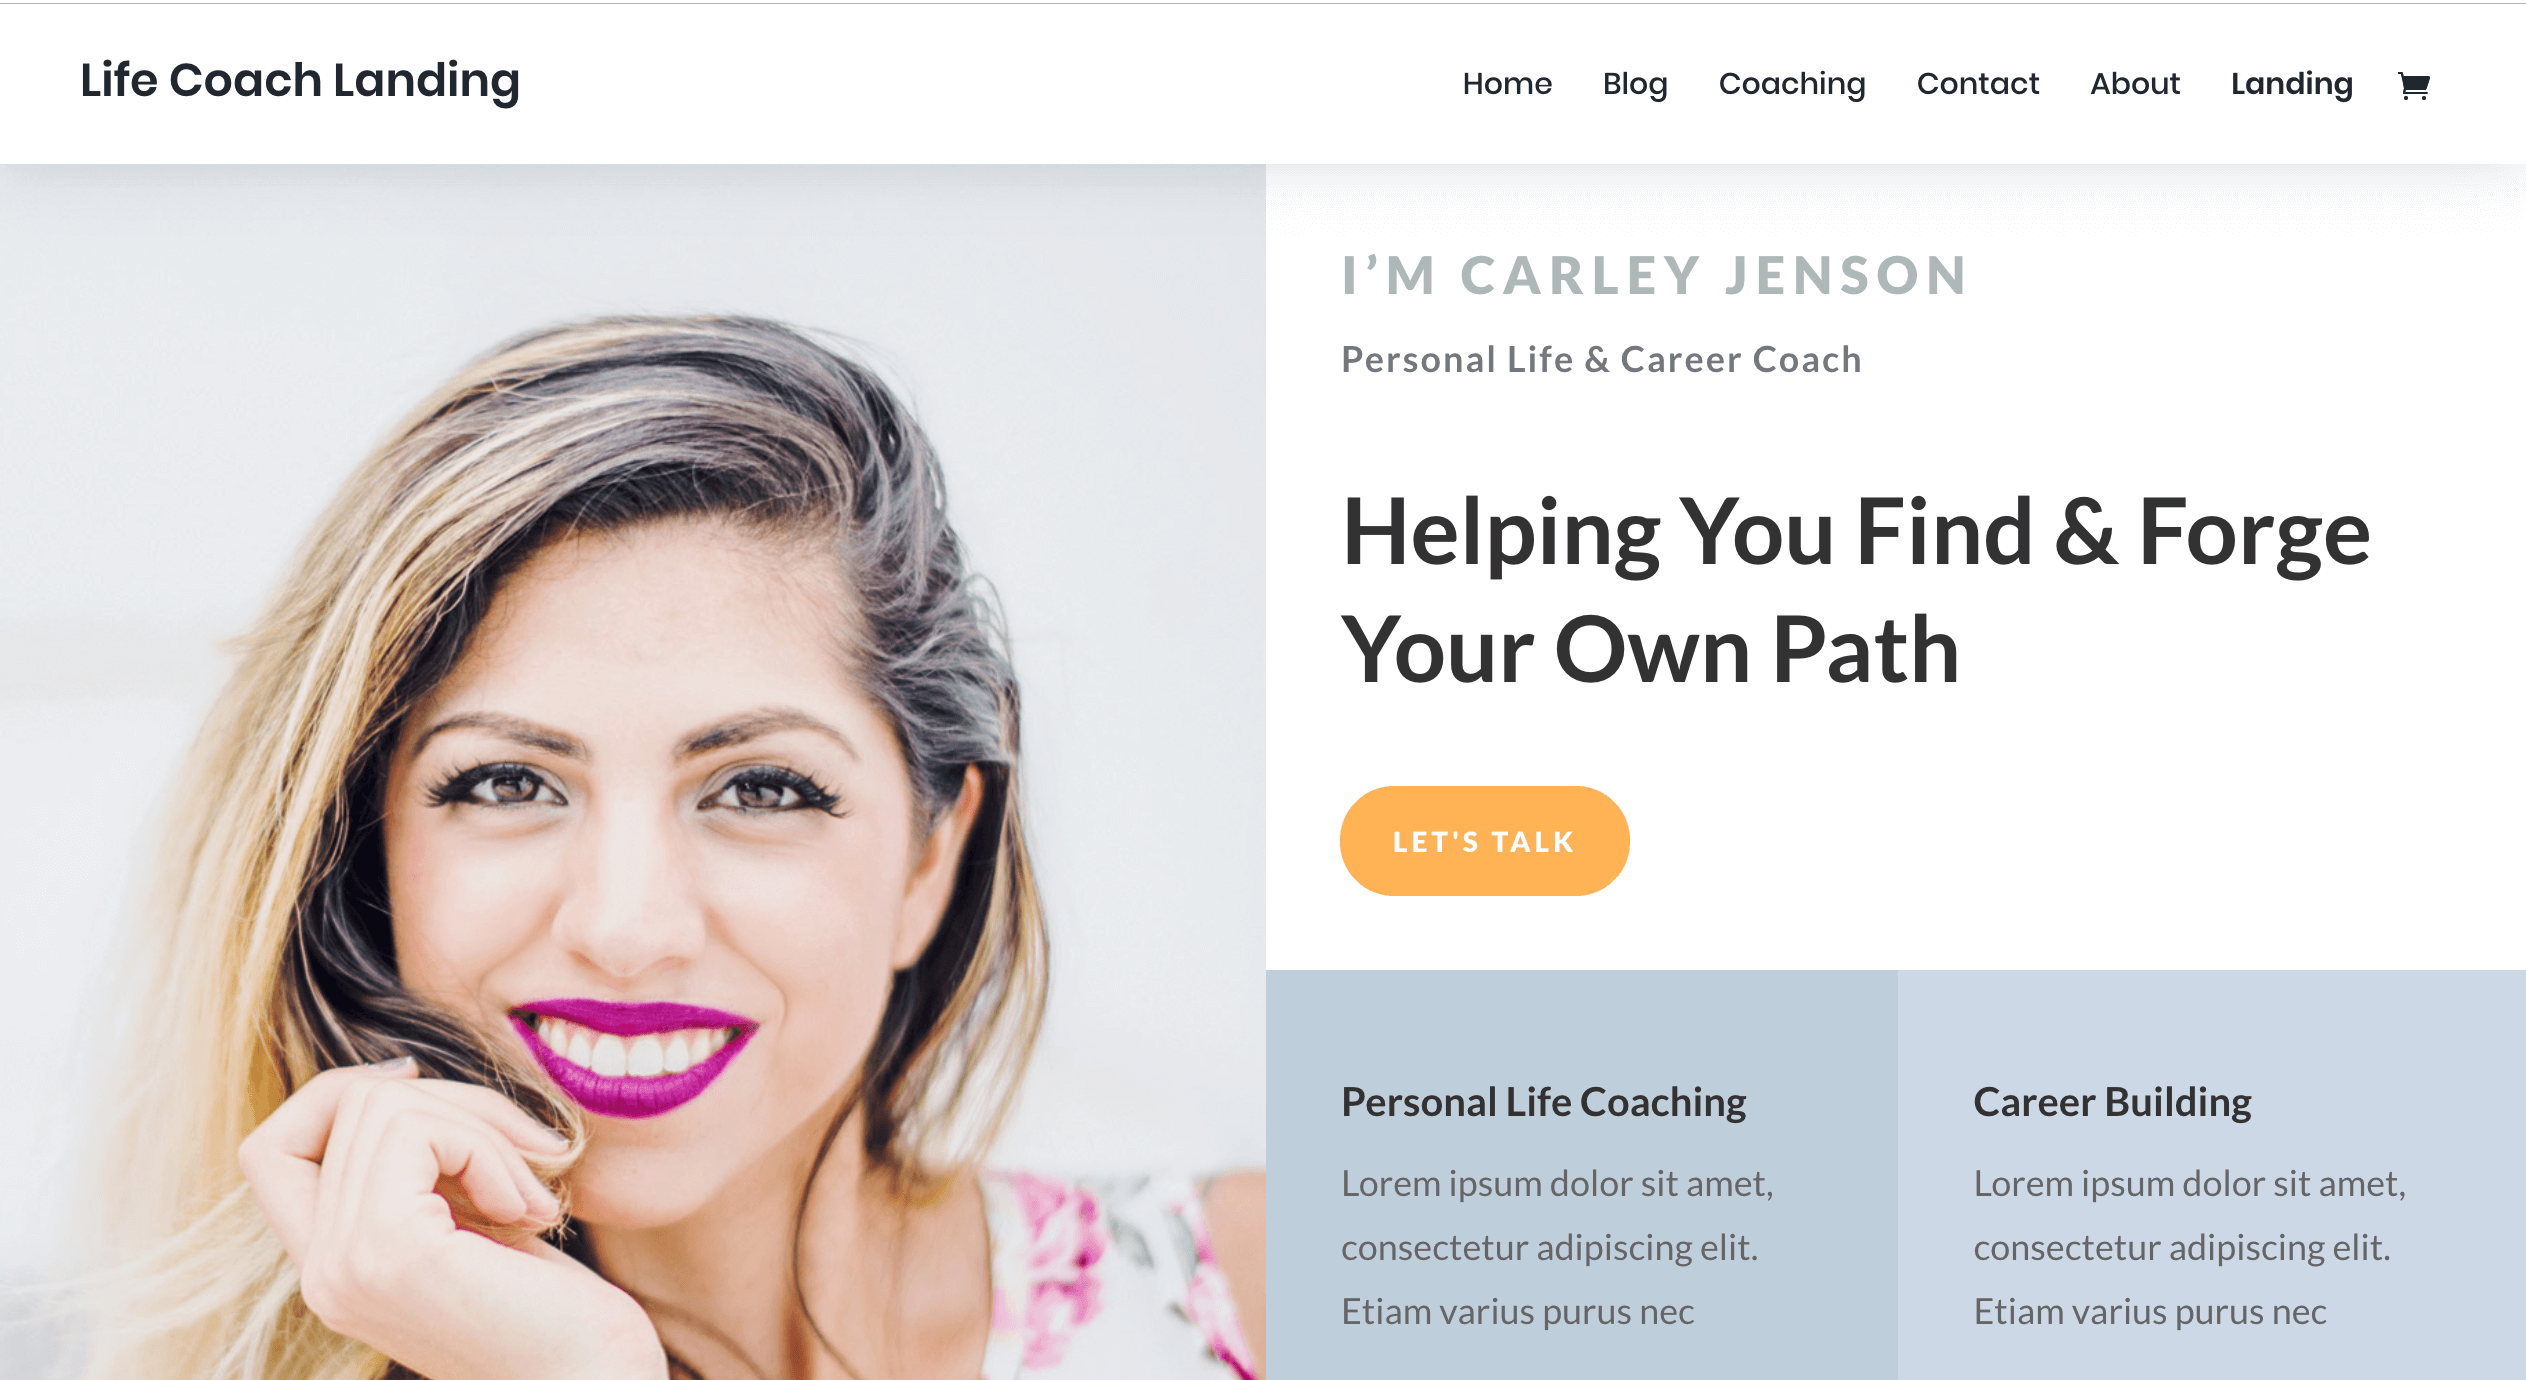 Life Coach Landing
Home Blog Coaching Contact About Landing
I’M CARLEY JENSON
Personal Life & Career Coach
Helping You Find & Forge
Your Own Path
LET'S TALK
Personal Life Coaching
Lorem ipsum dolor sit amet,
consectetur adipiscing elit.
Etiam varius purus nec
Career Building
Lorem ipsum dolor sit amet,
consectetur adipiscing elit.
Etiam varius purus nec